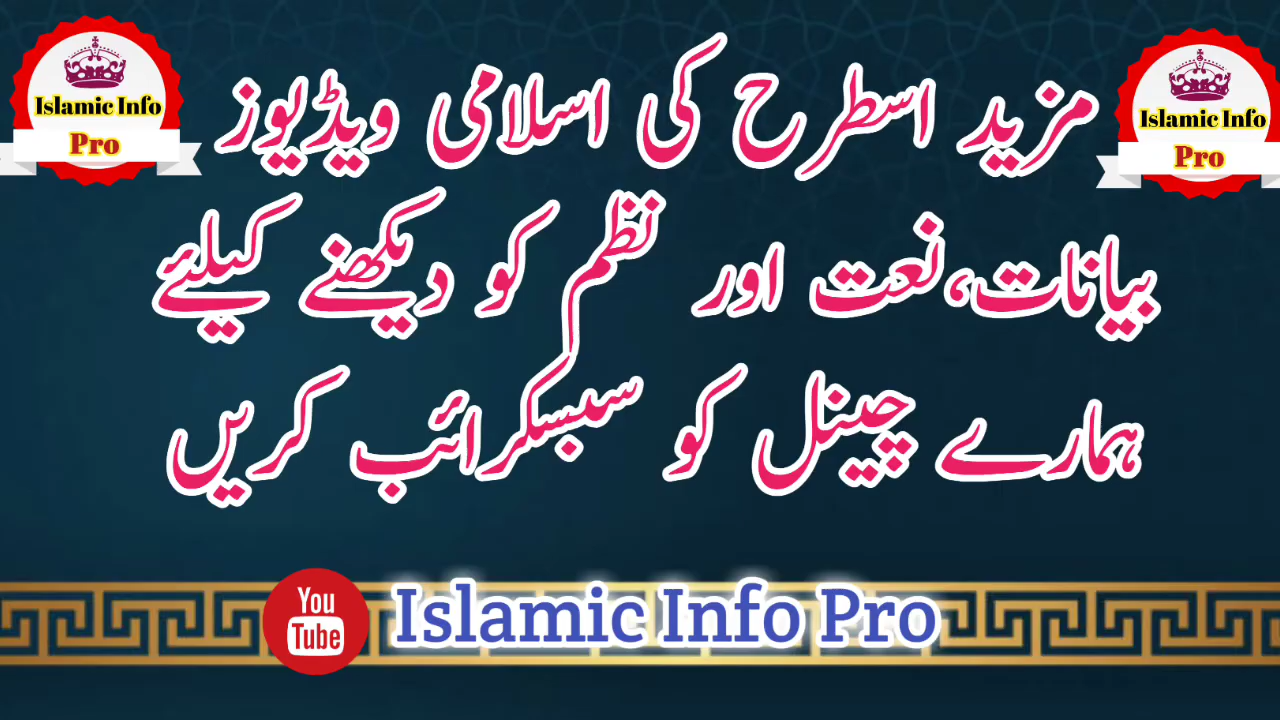 Islamic Info
Pro
Islamic Info
Pro
مزید اسطرح کی اسلامی ویڈیوز
بیانات،نعت اور نظم کو دیکھنے کیلئے
ہمارے چینل کو سبسکرائب کریں
You
Tube
Islamic Info Pro